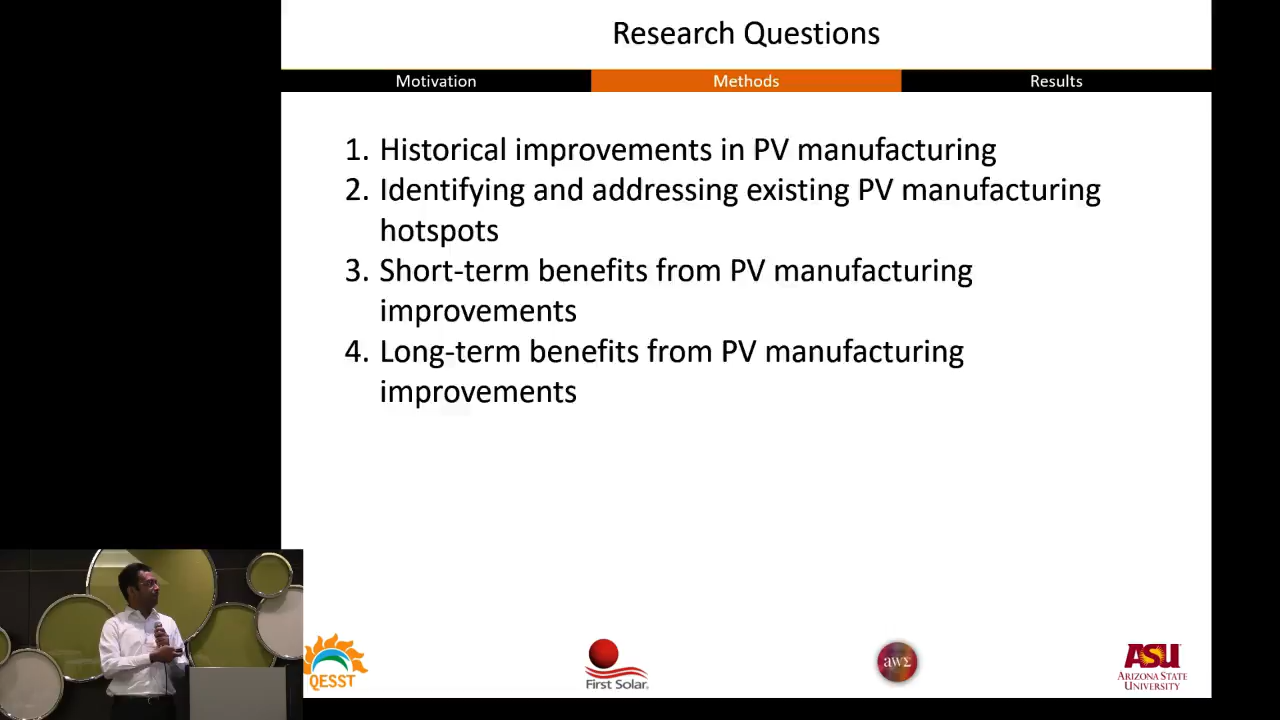 Research Questions
Motivation
Methods
Results
1. Historical improvements in PV manufacturing
2. Identifying and addressing existing PV manufacturing
hotspots
3. Short-term benefits from PV manufacturing
improvements
4. Long-term benefits from PV manufacturing
improvements
QESST
First Solar.
awΣ
ASU
ARIZONA STATE
UNIVERSITY